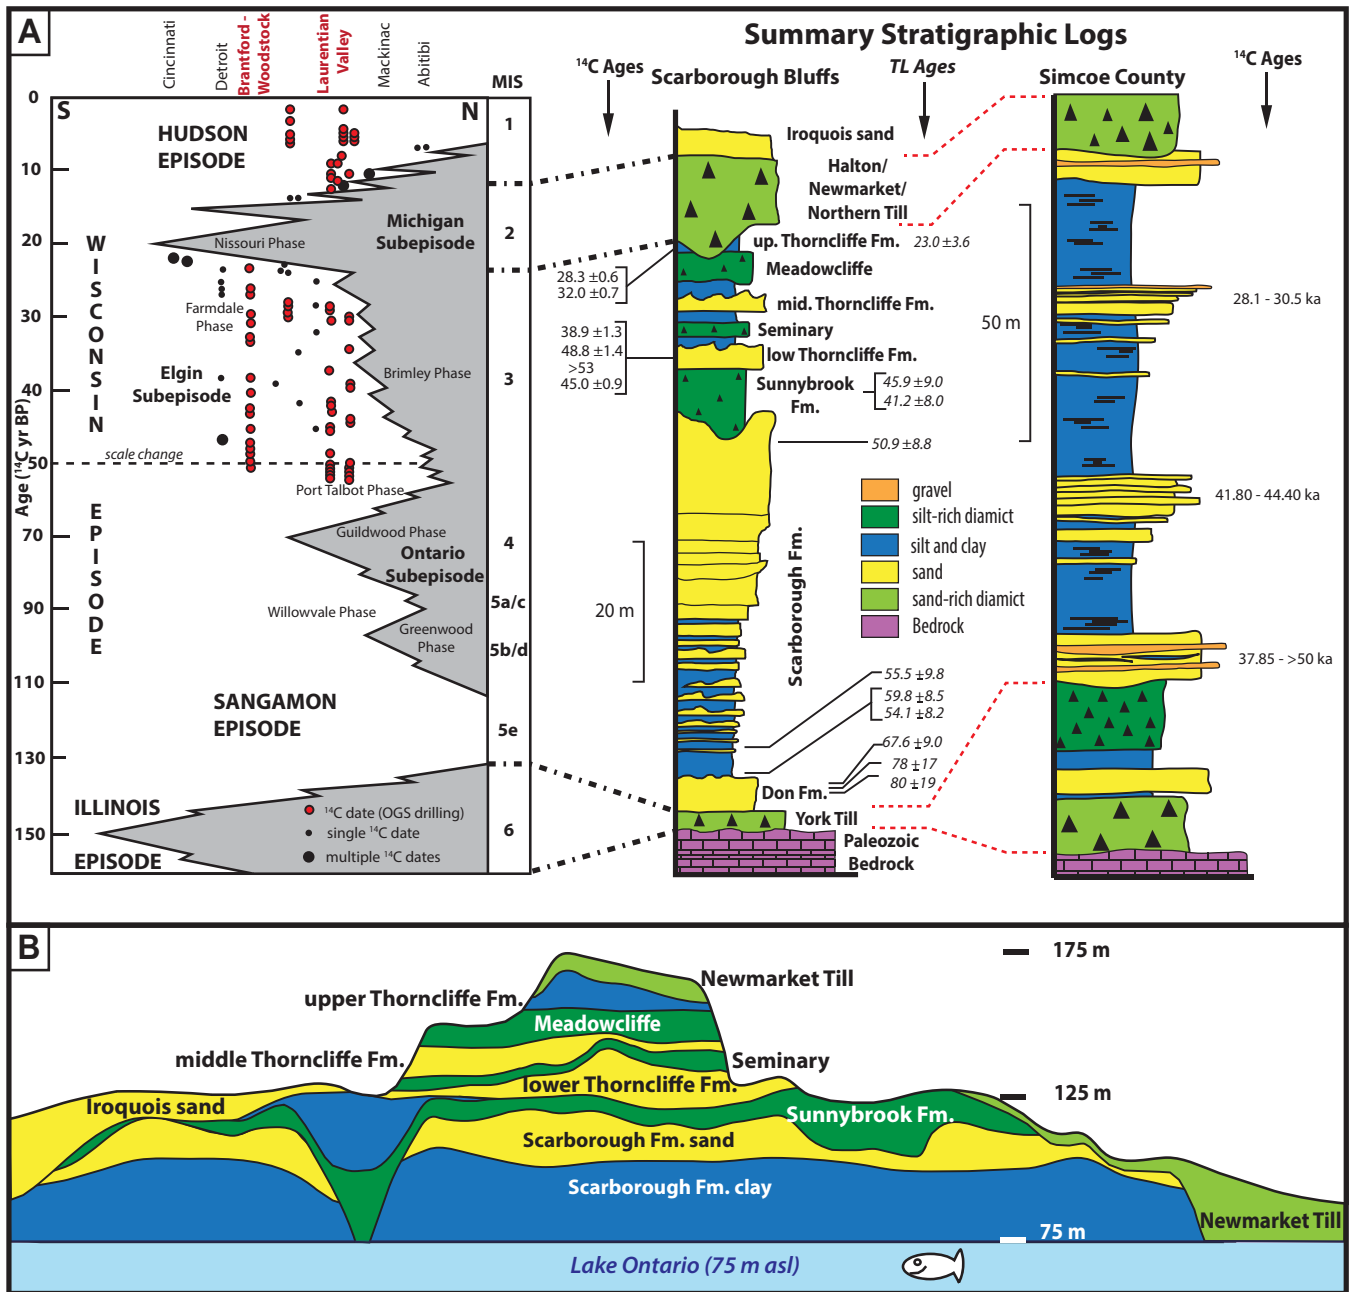 A
Cincinnati
Detroit
Brantford -
Woodstock
Laurentian
Valley
Mackinac
Abitibi
MIS
Summary Stratigraphic Logs
¹⁴C Ages
Scarborough Bluffs
TL Ages
Simcoe County
¹⁴C Ages
Age (¹⁴C yr BP)
0
10
20
30
40
50
70
90
110
130
150
S
N
HUDSON
EPISODE
WISCONSIN
EPISODE
Michigan
Subepisode
Nissouri Phase
Farmdale
Phase
Elgin
Subepisode
Brimley Phase
scale change
Port Talbot Phase
Guildwood Phase
Ontario
Subepisode
Willowvale Phase
Greenwood
Phase
SANGAMON
EPISODE
ILLINOIS
EPISODE
¹⁴C date (OGS drilling)
single ¹⁴C date
multiple ¹⁴C dates
1
2
3
4
5a/c
5b/d
5e
6
28.3 ±0.6
32.0 ±0.7
38.9 ±1.3
48.8 ±1.4
>53
45.0 ±0.9
20 m
Iroquois sand
Halton/
Newmarket/
Northern Till
up. Thorncliffe Fm.
23.0 ±3.6
Meadowcliffe
mid. Thorncliffe Fm.
Seminary
low Thorncliffe Fm.
Sunnybrook
Fm.
45.9 ±9.0
41.2 ±8.0
50.9 ±8.8
Scarborough Fm.
55.5 ±9.8
59.8 ±8.5
54.1 ±8.2
67.6 ±9.0
78 ±17
80 ±19
Don Fm.
York Till
Paleozoic
Bedrock
gravel
silt-rich diamict
silt and clay
sand
sand-rich diamict
Bedrock
50 m
28.1 - 30.5 ka
41.80 - 44.40 ka
37.85 - >50 ka
B
175 m
Newmarket Till
upper Thorncliffe Fm.
Meadowcliffe
middle Thorncliffe Fm.
Seminary
lower Thorncliffe Fm.
125 m
Iroquois sand
Sunnybrook Fm.
Scarborough Fm. sand
Scarborough Fm. clay
Newmarket Till
75 m
Lake Ontario (75 m asl)